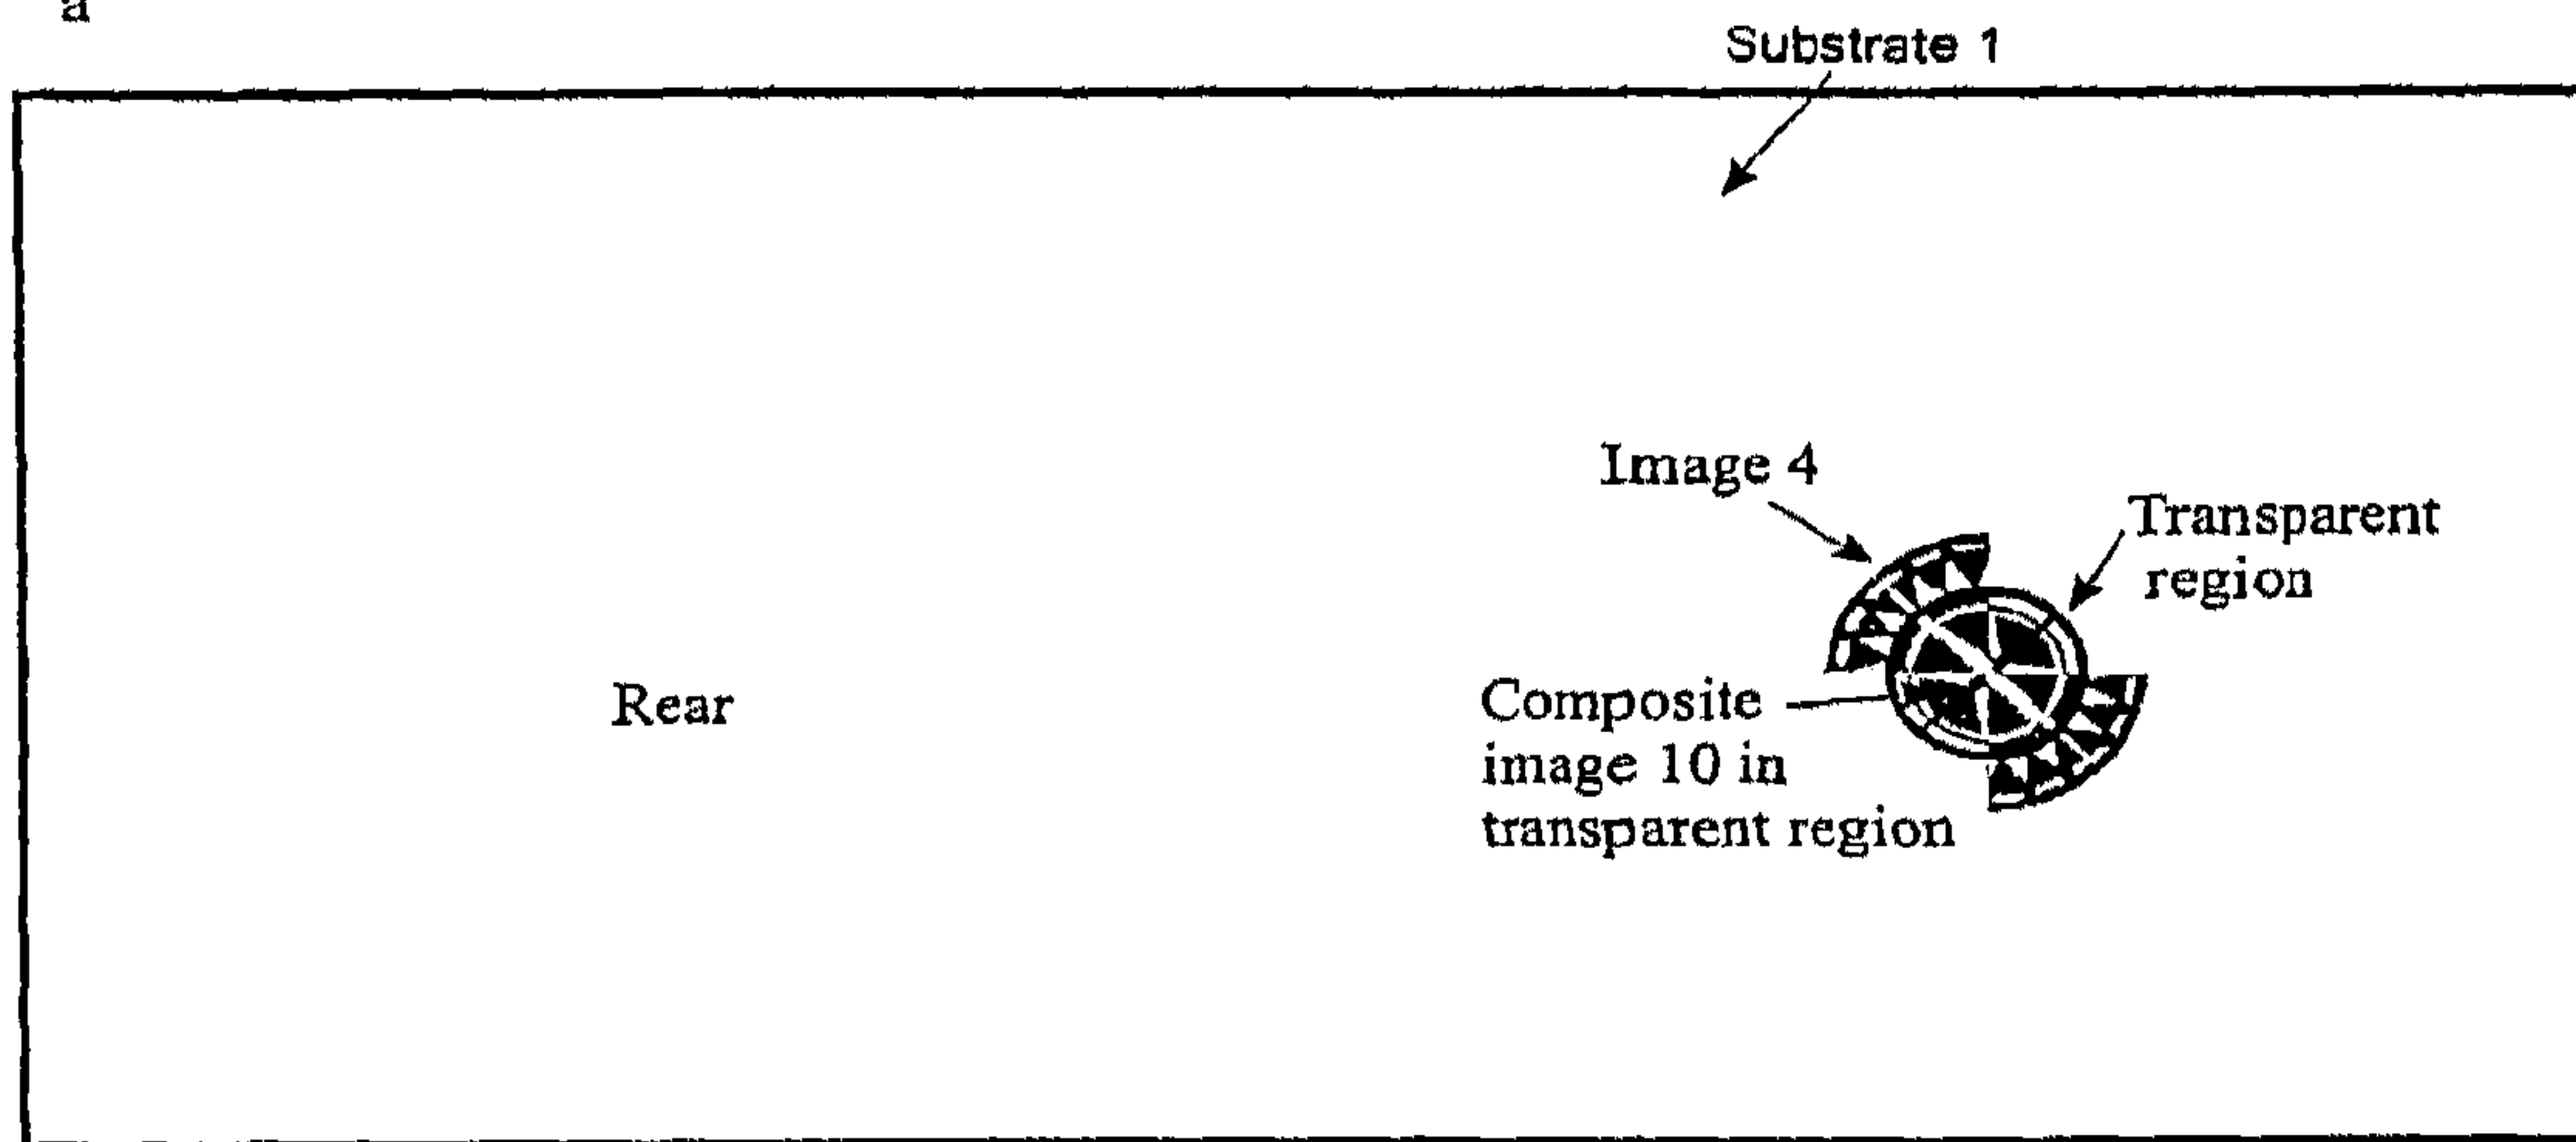 a
Substrate 1
Image 4
Transparent
region
Rear
Composite
image 10 in
transparent region